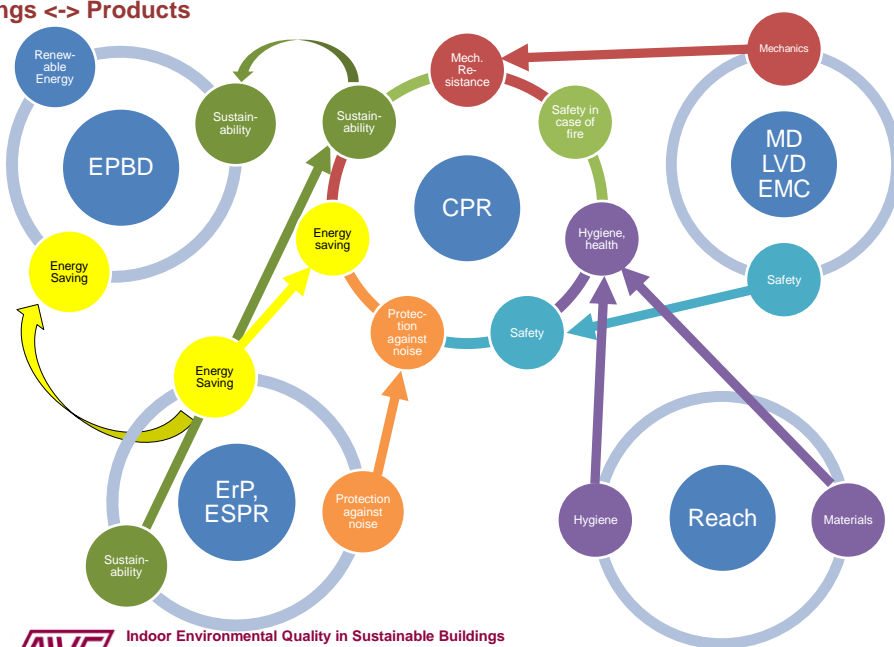 ngs <-> Products
Renew-
able
Energy
Sustain-
ability
EPBD
Energy
Saving
Sustain-
ability
Mech.
Re-
sistance
Safety in
case of
fire
CPR
Energy
saving
Hygiene,
health
Protec-
tion
against
noise
Safety
Mechanics
MD
LVD
EMC
Safety
Energy
Saving
ErP,
ESPR
Protection
against
noise
Sustain-
ability
Hygiene
Reach
Materials
Indoor Environmental Quality in Sustainable Buildings